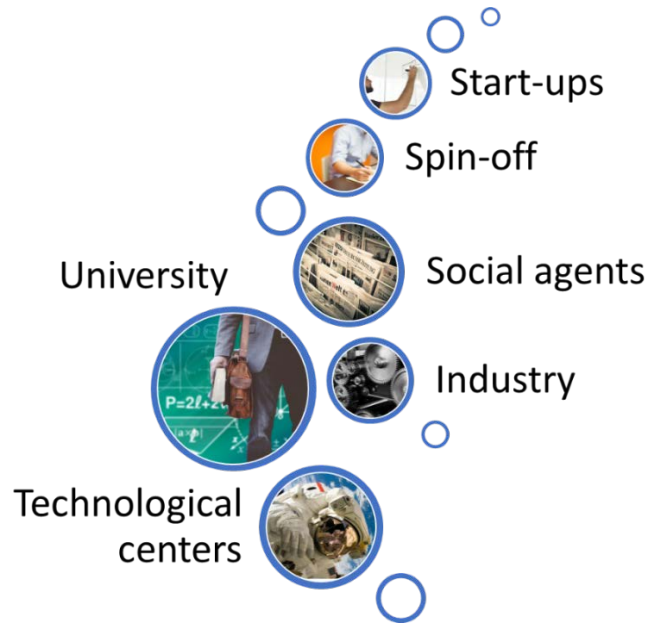 Start-ups
Spin-off
Social agents
University
Industry
Technological
centers